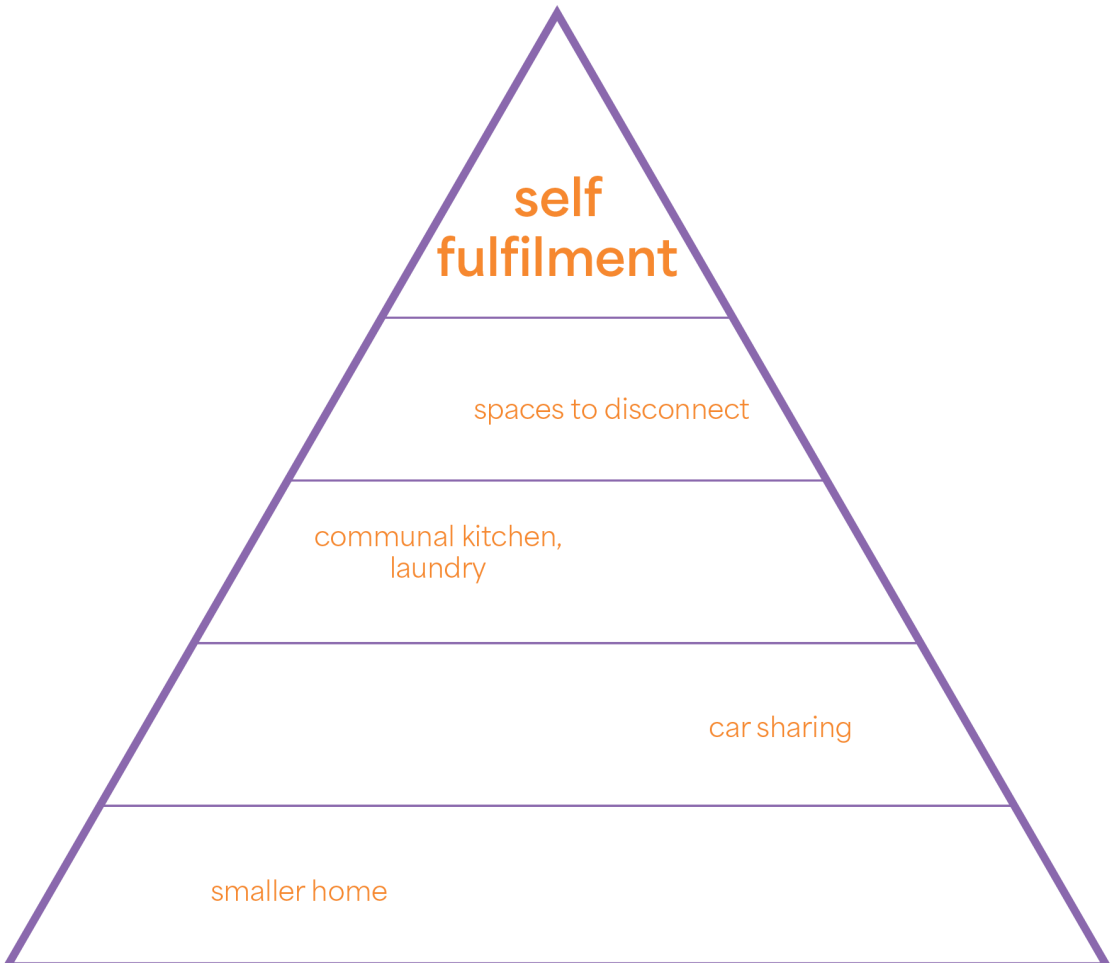 self
fulfilment
spaces to disconnect
communal kitchen,
laundry
car sharing
smaller home